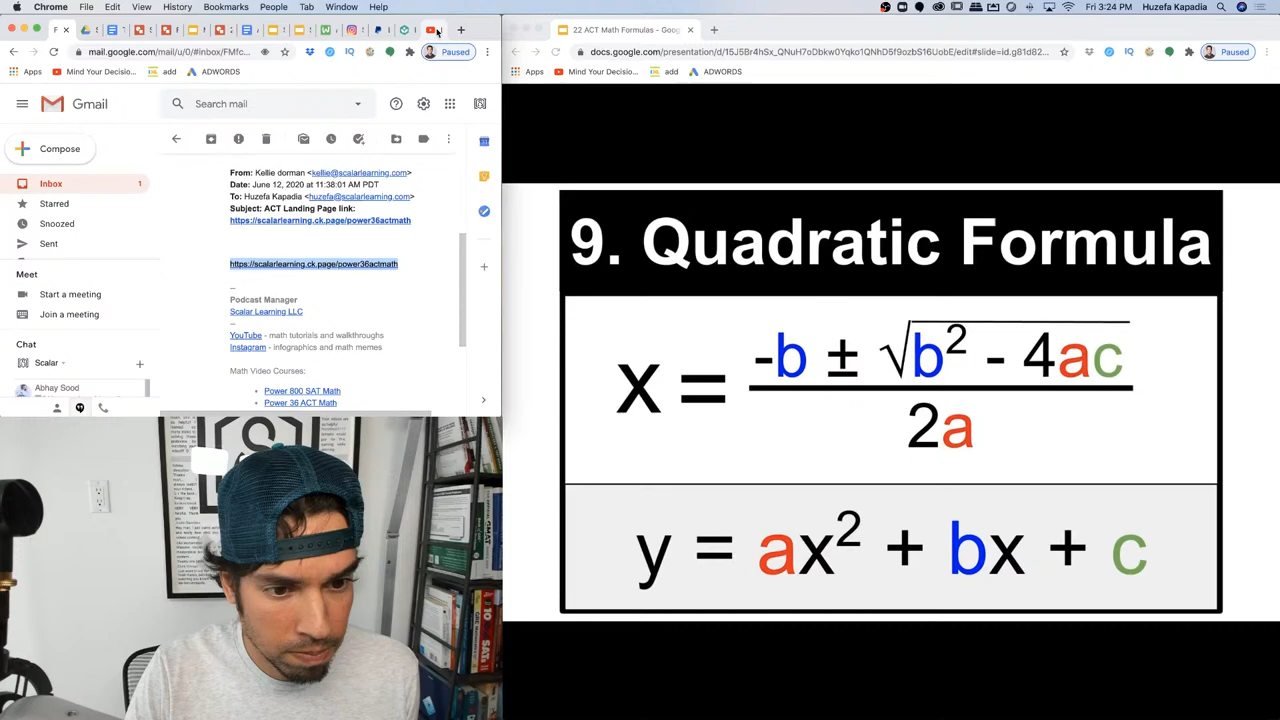 Chrome File Edit View History Bookmarks People Tab Window Help
Fri 3:24 PM Huzefa Kapadia
22 ACT Math Formulas - Goog
mail.google.com/mail/u/0/#inbox/FMfc...
Paused
docs.google.com/presentation/d/15J5Br4hSx_QNuH7oDbkw0Yqko1QNhD5t9ozbS16UobE/edit#slide=id.g81d82...
Paused
Apps Mind Your Decisio... add ADWORDS
Apps Mind Your Decisio... add ADWORDS
Gmail
Search mail
Compose
Inbox 1
Starred
Snoozed
Sent
Meet
Start a meeting
Join a meeting
Chat
Scalar
Abhay Sood
From: Kellie dorman <kellie@scalarlearning.com>
Date: June 12, 2020 at 11:38:01 AM PDT
To: Huzefa Kapadia <huzefa@scalarlearning.com>
Subject: ACT Landing Page link:
https://scalarlearning.ck.page/power36actmath
https://scalarlearning.ck.page/power36actmath
--
Podcast Manager
Scalar Learning LLC
--
YouTube - math tutorials and walkthroughs
Instagram - infographics and math memes
Math Video Courses:
Power 800 SAT Math
Power 36 ACT Math
9. Quadratic Formula
x = -b ± √b² - 4ac
2a
y = ax² + bx + c